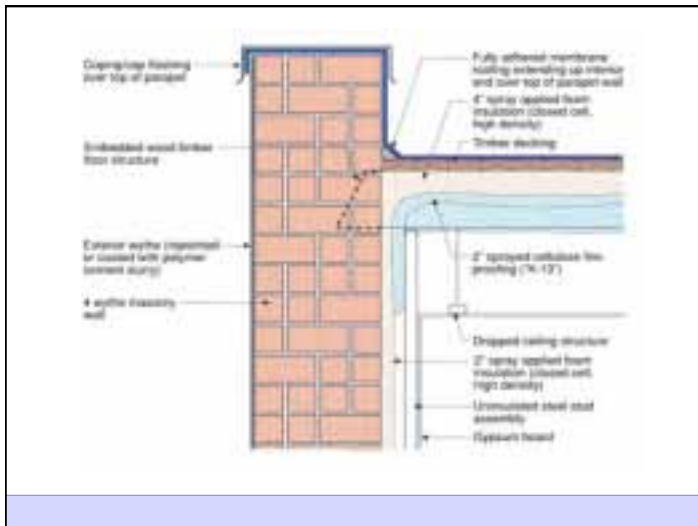 Coping/cap flashing
over top of parapet
Embedded wood timber
floor structure
Exterior wythe (repointed
or coated with polymer
cement slurry)
4 wythe masonry
wall
Fully adhered membrane
roofing extending up interior
and over top of parapet wall
4" spray applied foam
insulation (closed cell,
high density)
Timber decking
2" sprayed cellulose fire
proofing
Dropped ceiling structure
2" spray applied foam
insulation (closed cell,
high density)
Uninsulated steel stud
assembly
Gypsum board